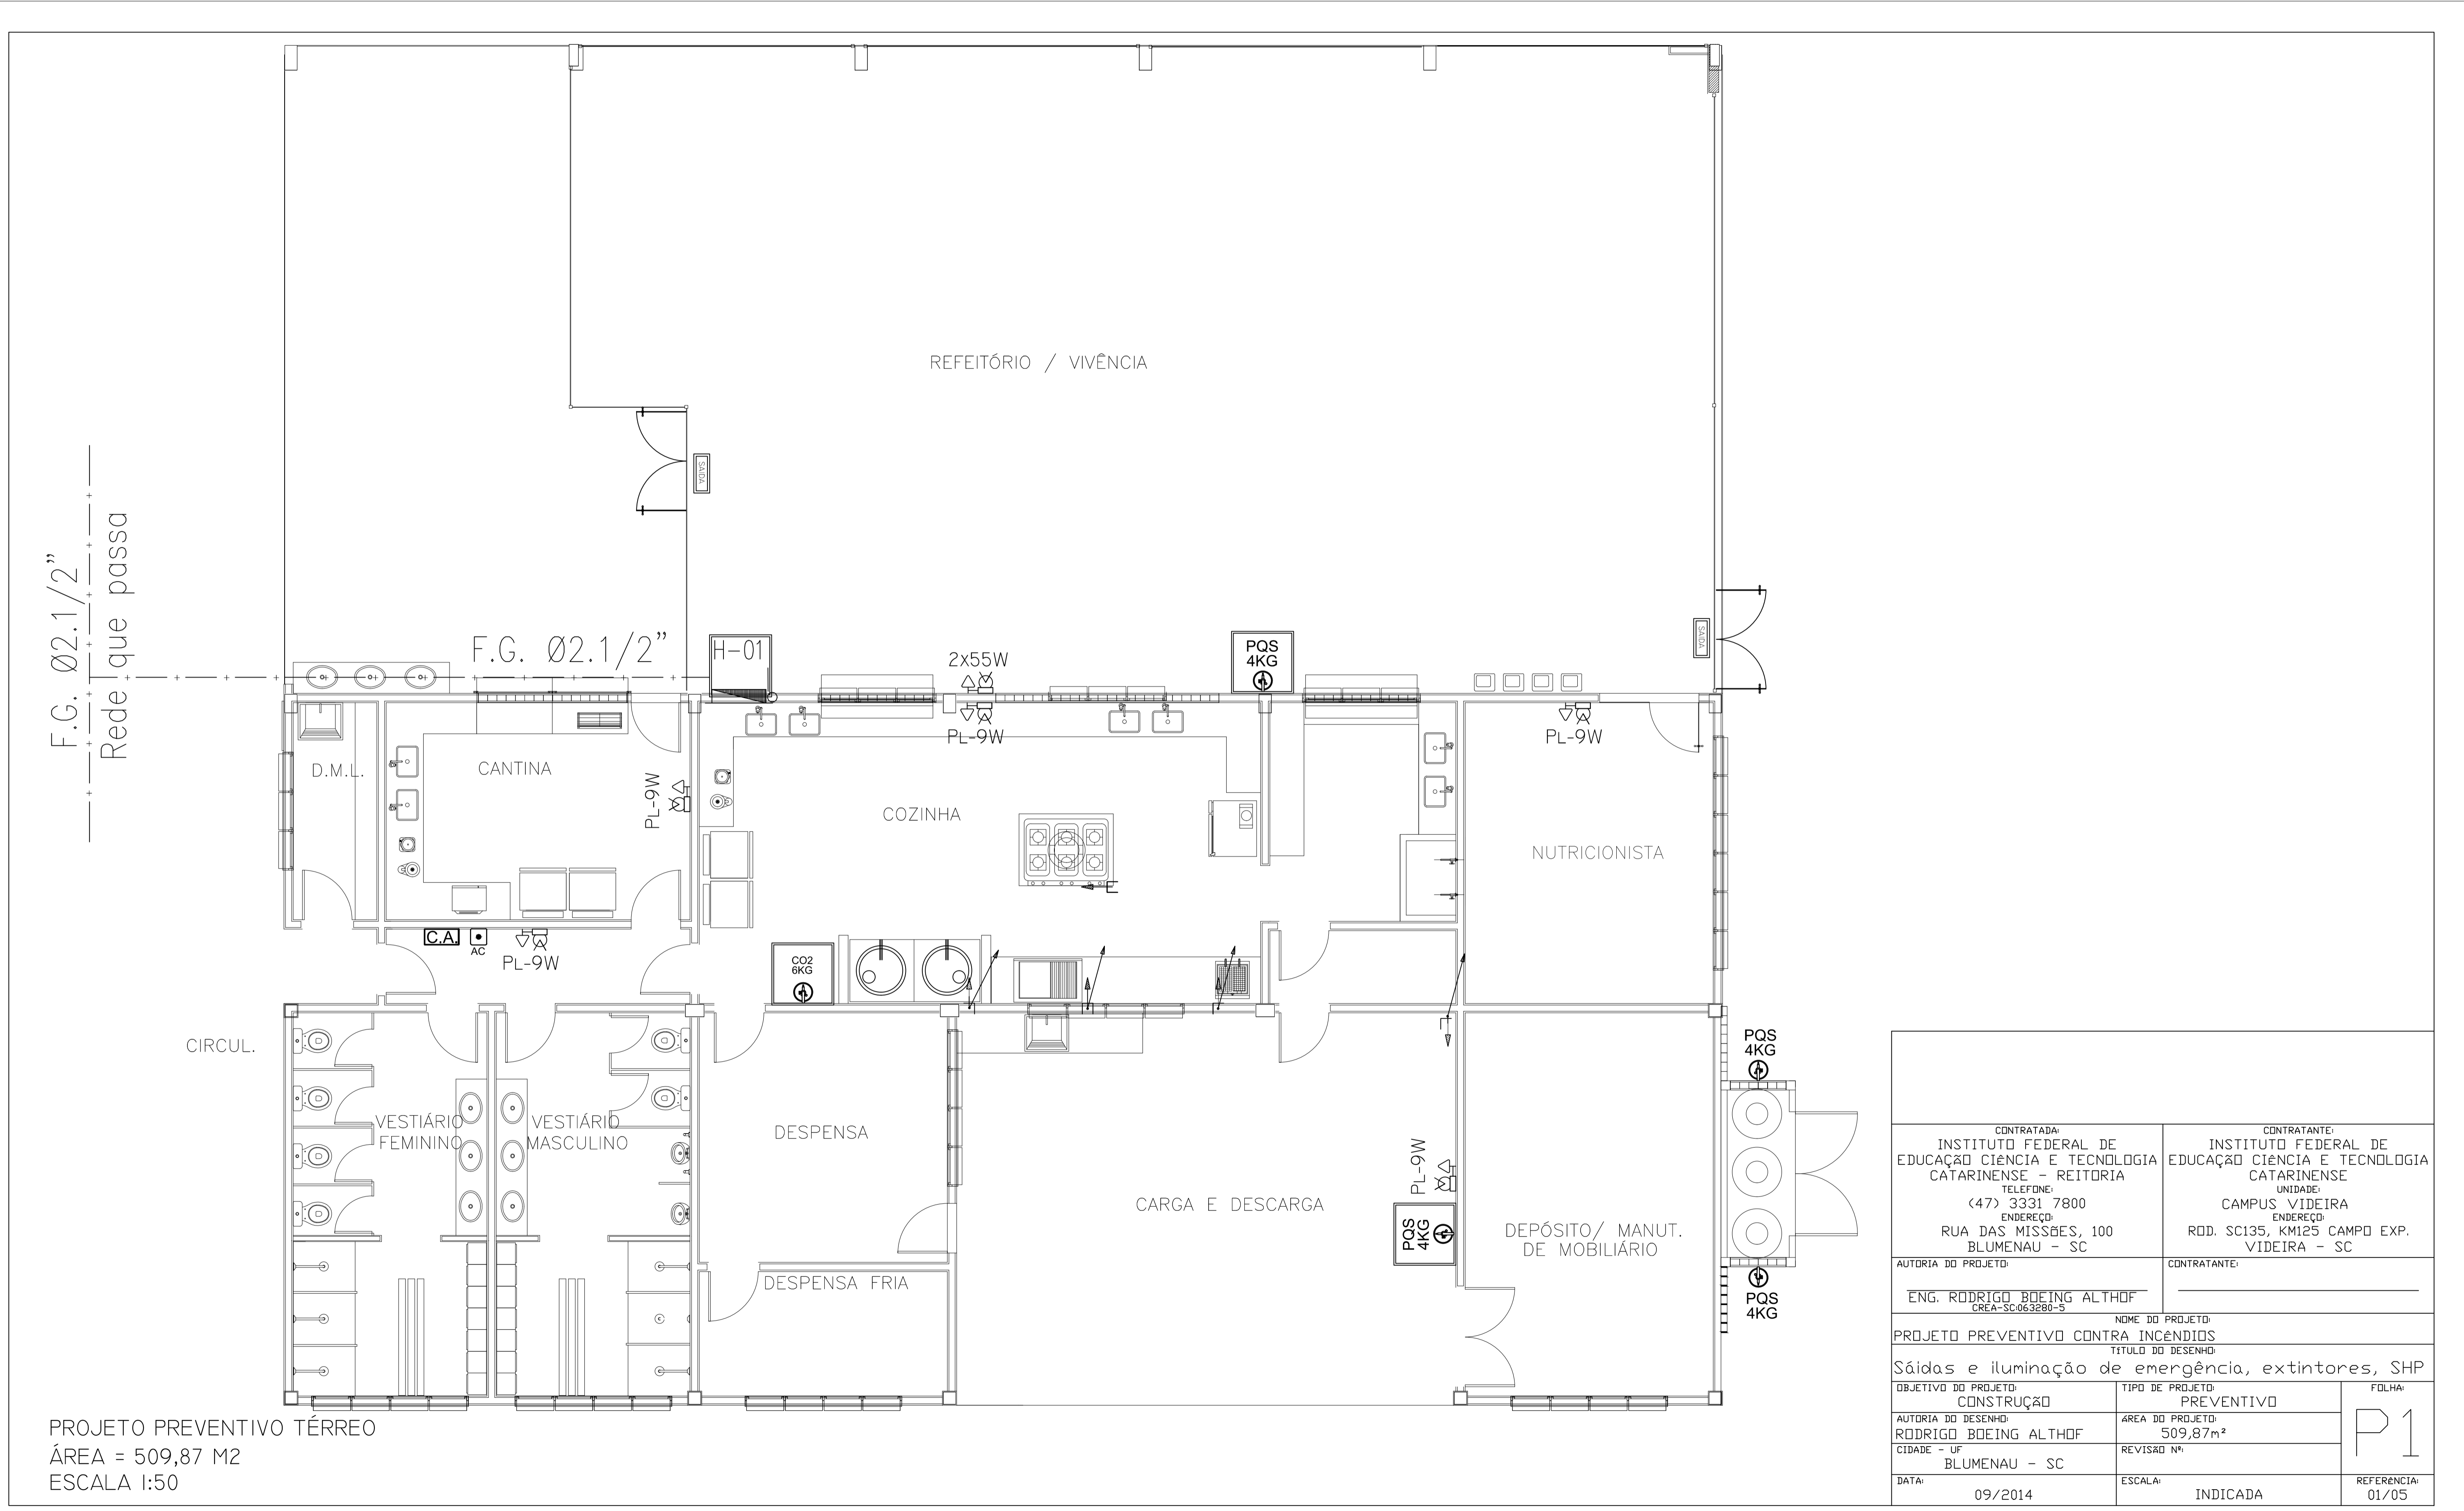 REFEITÓRIO / VIVÊNCIA
SAIDA
F.G. Ø2.1/2"
Rede que passa
F.G. Ø2.1/2"
H-01
2x55W
PQS
4KG
SAIDA
PL-9W
PL-9W
D.M.L.
CANTINA
PL-9W
COZINHA
NUTRICIONISTA
C.A.
AC
PL-9W
CO2
6KG
CIRCUL.
PQS
4KG
VESTIÁRIO
FEMININO
VESTIÁRIO
MASCULINO
DESPENSA
PL-9W
CARGA E DESCARGA
PQS
4KG
DEPÓSITO/ MANUT.
DE MOBILIÁRIO
DESPENSA FRIA
PQS
4KG
PROJETO PREVENTIVO TÉRREO
ÁREA = 509,87 M2
ESCALA 1:50
CONTRATADA:
INSTITUTO FEDERAL DE
EDUCAÇÃO CIÊNCIA E TECNOLOGIA
CATARINENSE - REITORIA
TELEFONE:
(47) 3331 7800
ENDEREÇO:
RUA DAS MISSÕES, 100
BLUMENAU - SC
CONTRATANTE:
INSTITUTO FEDERAL DE
EDUCAÇÃO CIÊNCIA E TECNOLOGIA
CATARINENSE
UNIDADE:
CAMPUS VIDEIRA
ENDEREÇO:
ROD. SC135, KM125 CAMPO EXP.
VIDEIRA - SC
AUTORIA DO PROJETO:
ENG. RODRIGO BOEING ALTHOF
CREA-SC:063280-5
CONTRATANTE:
NOME DO PROJETO:
PROJETO PREVENTIVO CONTRA INCÊNDIOS
TÍTULO DO DESENHO:
Sáidas e iluminação de emergência, extintores, SHP
OBJETIVO DO PROJETO:
CONSTRUÇÃO
TIPO DE PROJETO:
PREVENTIVO
FOLHA:
P1
AUTORIA DO DESENHO:
RODRIGO BOEING ALTHOF
ÁREA DO PROJETO:
509,87m²
CIDADE - UF
BLUMENAU - SC
REVISÃO Nº:
DATA:
09/2014
ESCALA:
INDICADA
REFERÊNCIA:
01/05